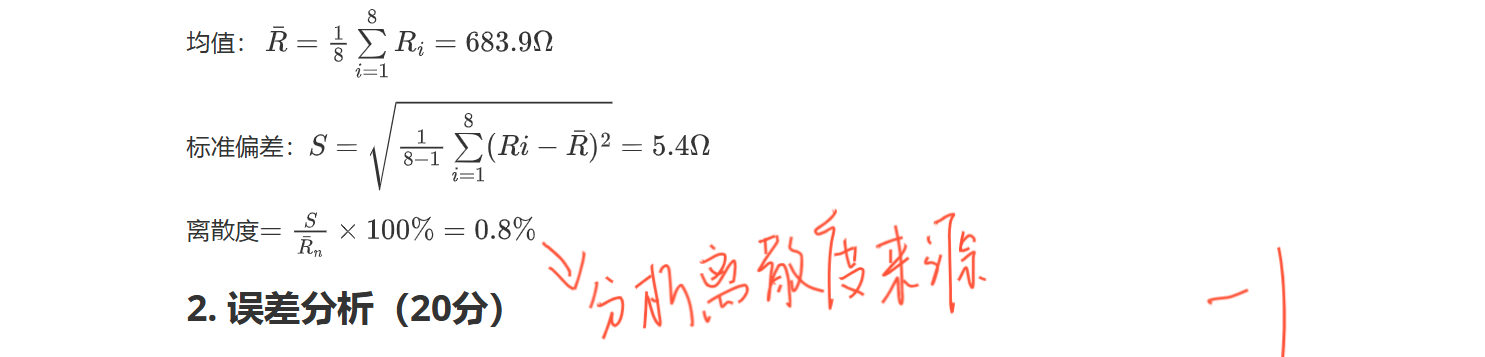 均值： $\bar{R} = \frac{1}{8} \sum_{i=1}^{8} R_i = 683.9\Omega$
标准偏差：$S = \sqrt{\frac{1}{8-1} \sum_{i=1}^{8} (Ri - \bar{R})^2} = 5.4\Omega$
离散度$= \frac{S}{\bar{R}_n} \times 100\% = 0.8\%$
分析离散度来源
2. 误差分析（20分）
-1